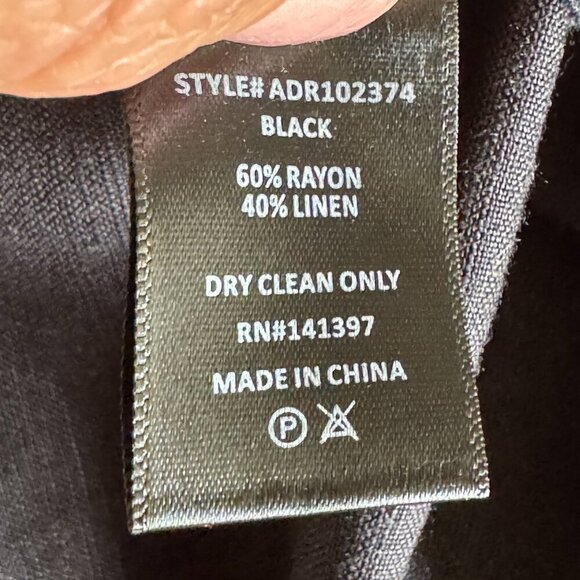 STYLE# ADR102374
BLACK
60% RAYON
40% LINEN
DRY CLEAN ONLY
RN#141397
MADE IN CHINA
P